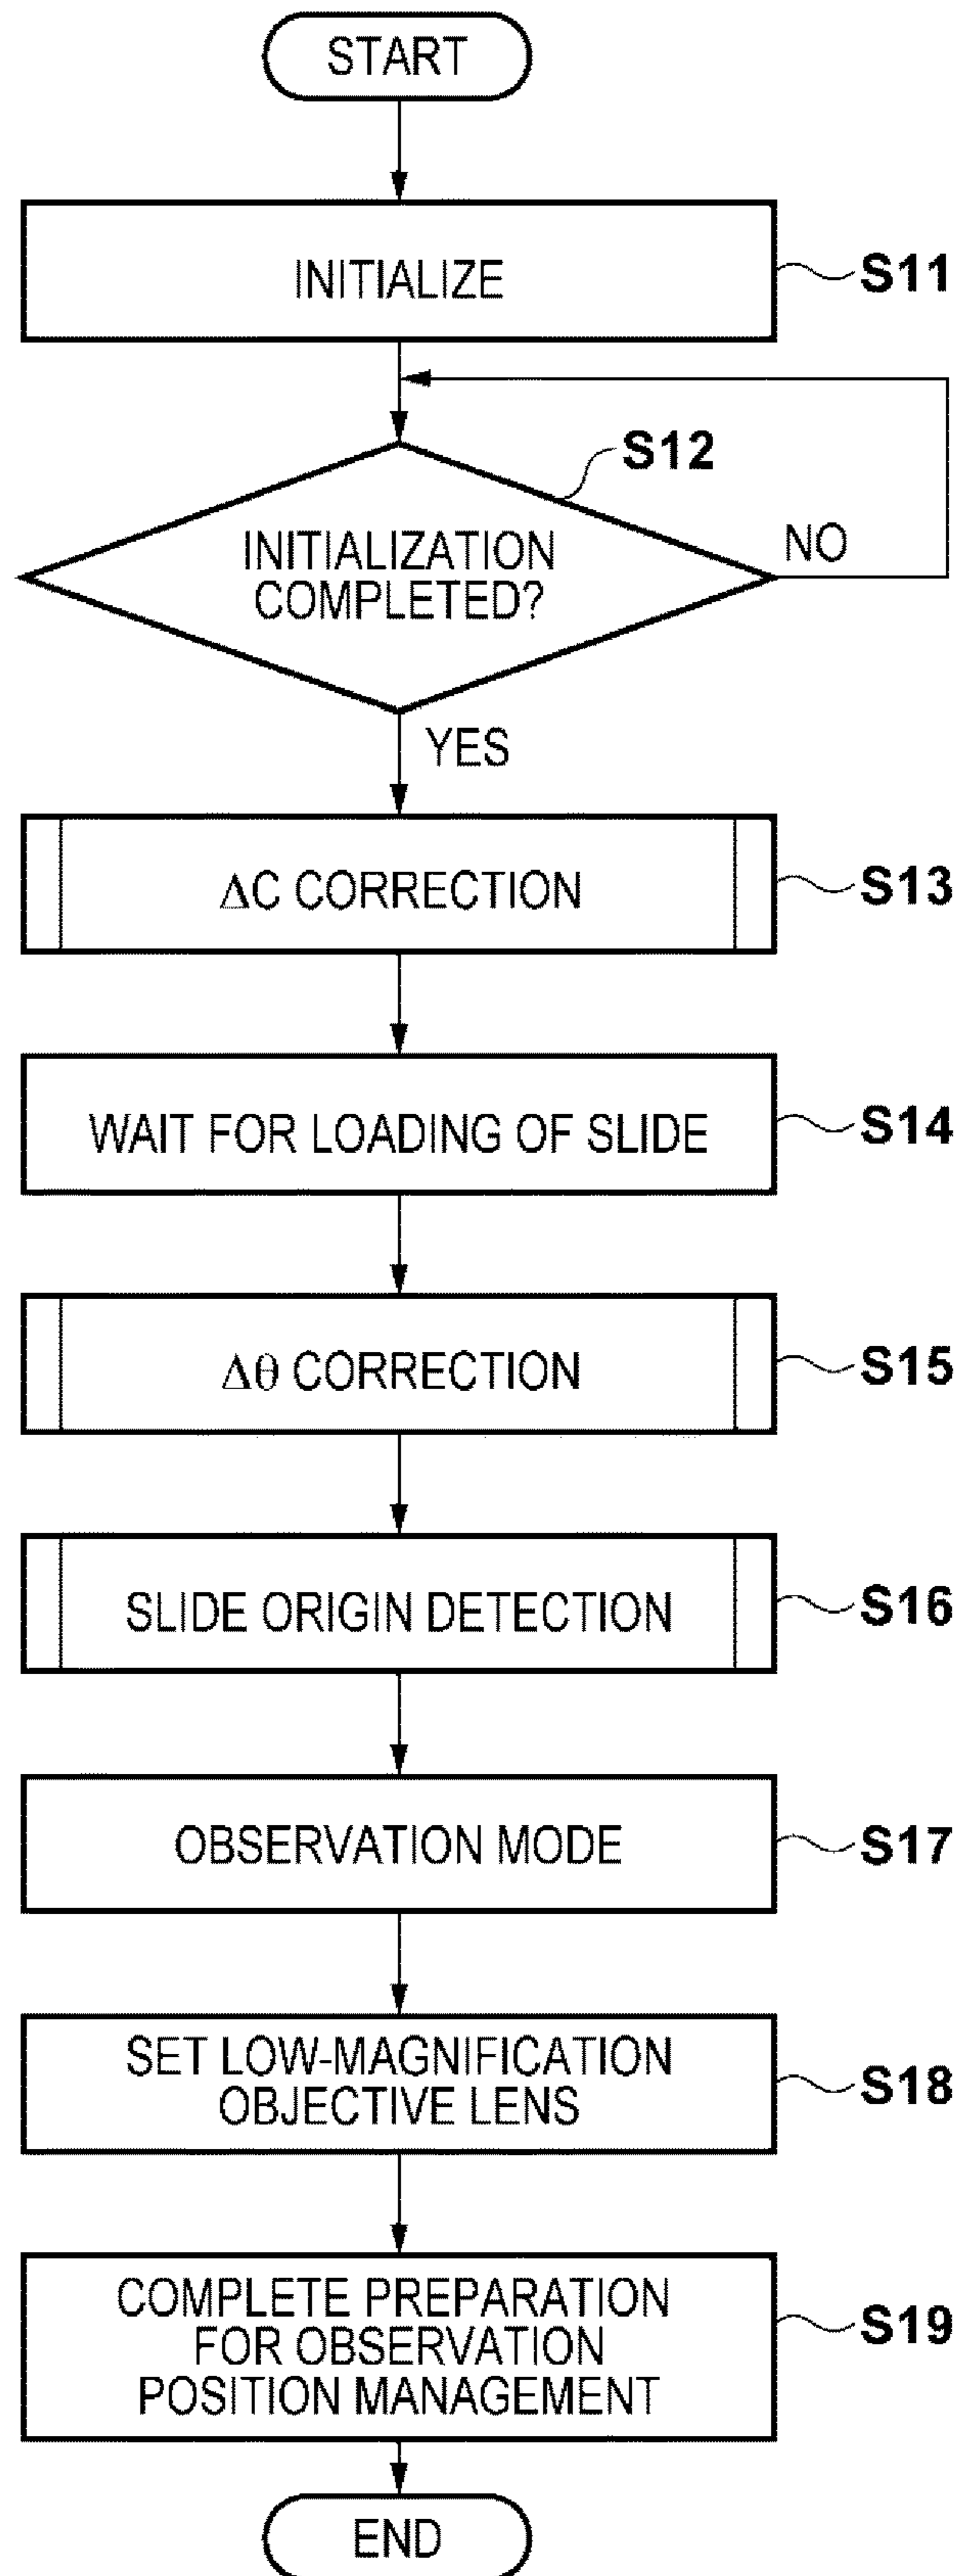 START
INITIALIZE
S11
S12
INITIALIZATION
COMPLETED?
NO
YES
ΔC CORRECTION
S13
WAIT FOR LOADING OF SLIDE
S14
Δθ CORRECTION
S15
SLIDE ORIGIN DETECTION
S16
OBSERVATION MODE
S17
SET LOW-MAGNIFICATION
OBJECTIVE LENS
S18
COMPLETE PREPARATION
FOR OBSERVATION
POSITION MANAGEMENT
S19
END